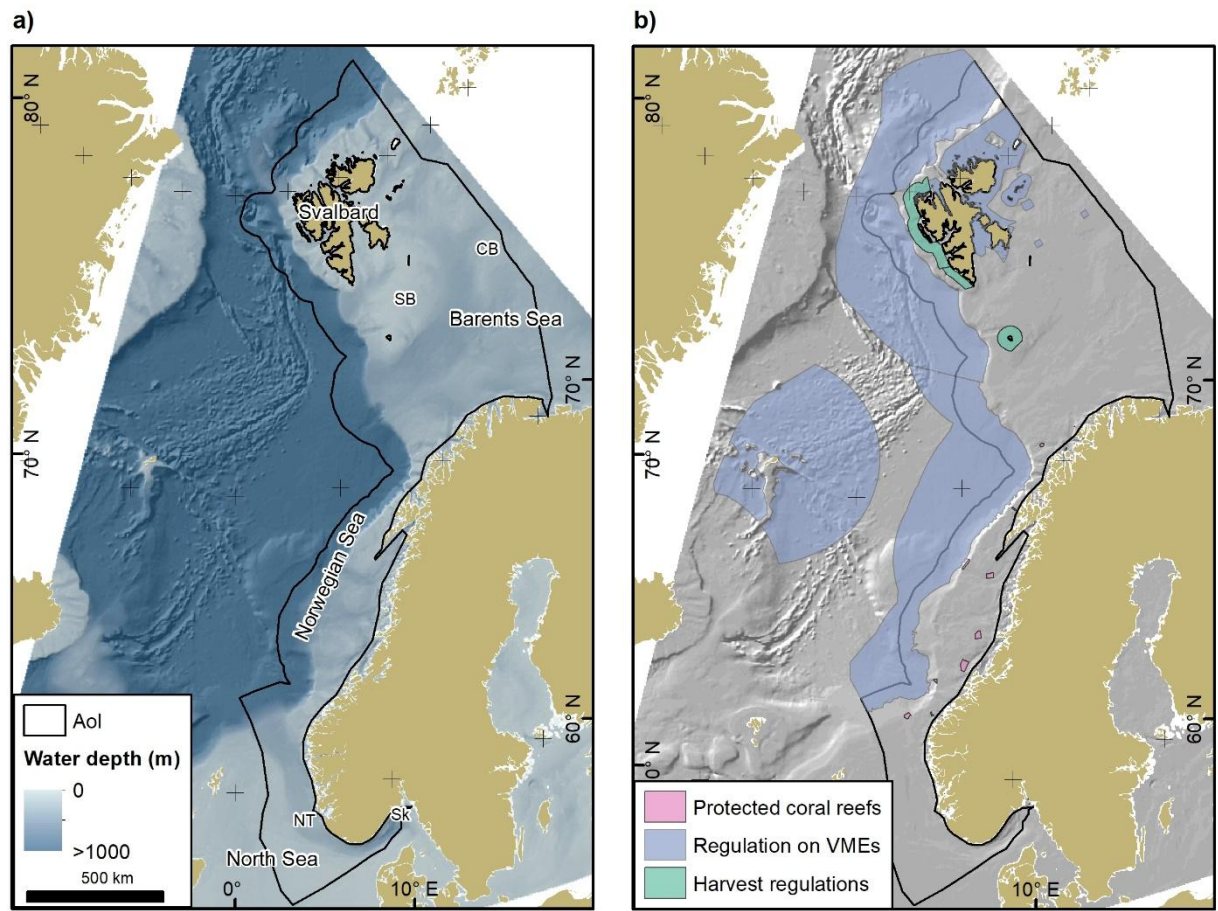 a)
80° N
Svalbard
CB
SB
Barents Sea
70° N
70° N
Norwegian Sea
60° N
NT
Sk
North Sea
0°
10° E
AoI
Water depth (m)
0
>1000
500 km
b)
80° N
70° N
70° N
60° N
0°
10° E
Protected coral reefs
Regulation on VMEs
Harvest regulations